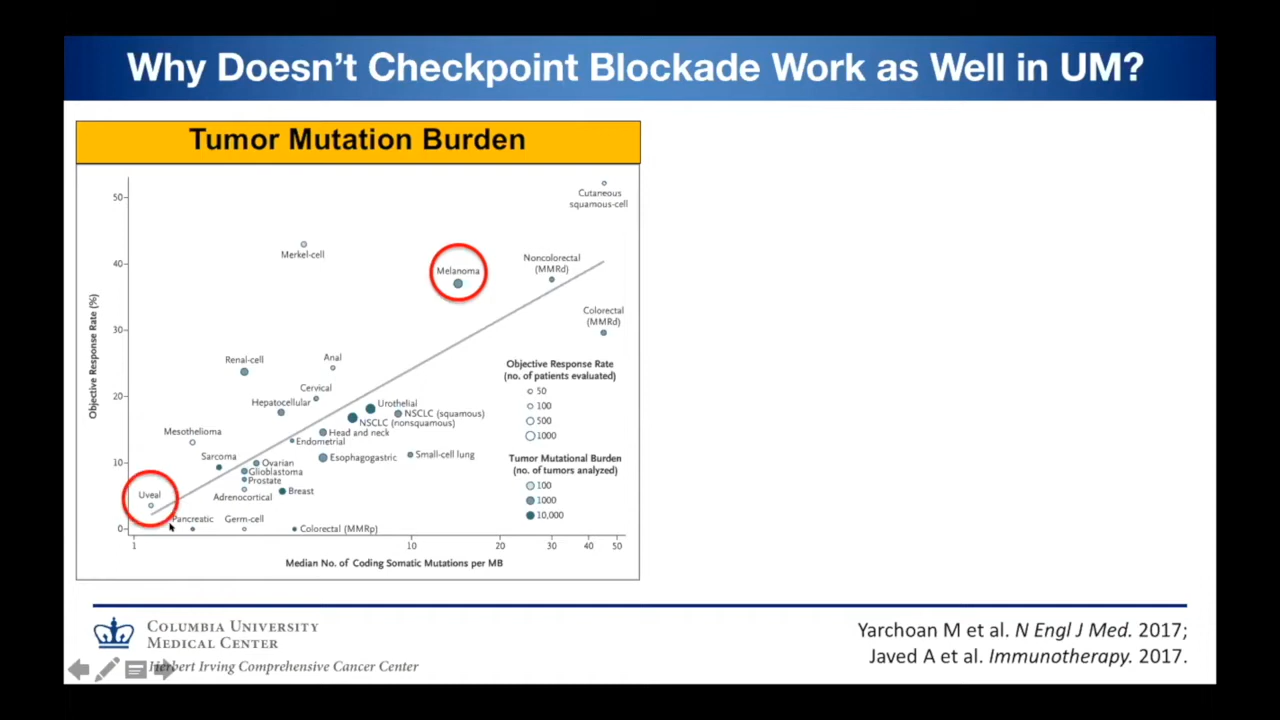 Why Doesn't Checkpoint Blockade Work as Well in UM?
Tumor Mutation Burden
Objective Response Rate (%)
50
40
30
20
10
0
Cutaneous
squamous-cell
Merkel-cell
Melanoma
Noncolorectal
(MMRd)
Colorectal
(MMRd)
Renal-cell
Anal
Cervical
Hepatocellular
Urothelial
NSCLC (squamous)
NSCLC (nonsquamous)
Mesothelioma
Head and neck
Endometrial
Sarcoma
Ovarian
Esophagogastric
Small-cell lung
Glioblastoma
Prostate
Adrenocortical
Breast
Uveal
Pancreatic
Germ-cell
Colorectal (MMRp)
Objective Response Rate
(no. of patients evaluated)
50
100
500
1000
Tumor Mutational Burden
(no. of tumors analyzed)
100
1000
10,000
1
10
20
30
40
50
Median No. of Coding Somatic Mutations per MB
COLUMBIA UNIVERSITY
MEDICAL CENTER
Herbert Irving Comprehensive Cancer Center
Yarchoan M et al. N Engl J Med. 2017;
Javed A et al. Immunotherapy. 2017.